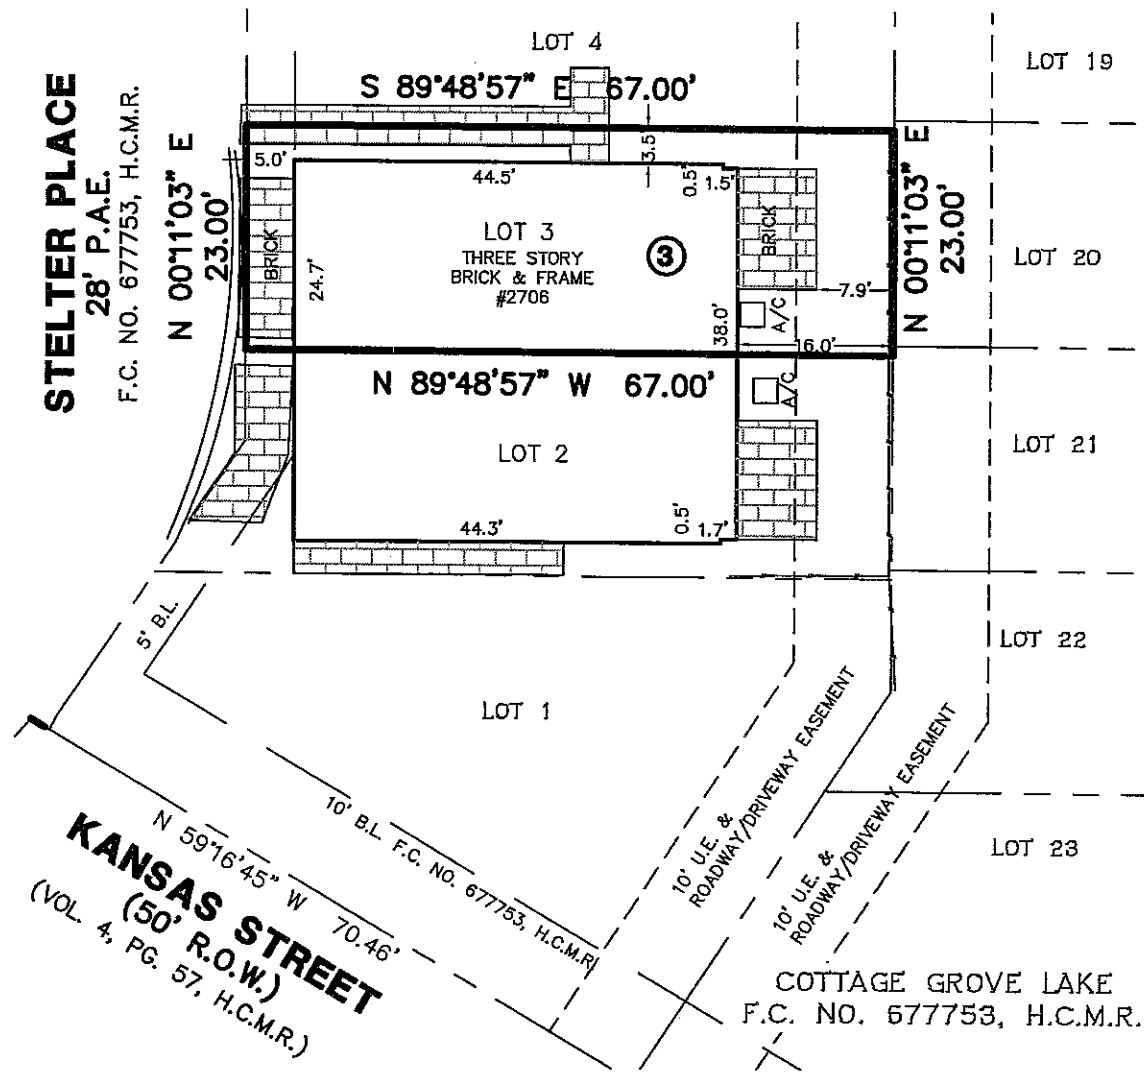 LOT 4
LOT 19
S 89°48'57" E 67.00'
STELTER PLACE
28' P.A.E.
F.C. NO. 677753, H.C.M.R.
N 00°11'03" E
23.00'
5.0'
3.5'
44.5'
0.5'
1.5'
BRICK
24.7'
LOT 3
THREE STORY
BRICK & FRAME
#2706
3
BRICK
N 00°11'03" E
23.00'
LOT 20
7.9'
A/C
38.0'
16.0'
N 89°48'57" W 67.00'
A/C
LOT 2
LOT 21
44.3'
0.5'
1.7'
5' B.L.
LOT 22
LOT 1
10' B.L. F.C. NO. 677753, H.C.M.R.
N 59°16'45" W 70.46'
KANSAS STREET
(50' R.O.W.)
(VOL. 4, PG. 57, H.C.M.R.)
10' U.E. &
ROADWAY/DRIVEWAY EASEMENT
10' U.E. &
ROADWAY/DRIVEWAY EASEMENT
LOT 23
COTTAGE GROVE LAKE
F.C. NO. 677753, H.C.M.R.